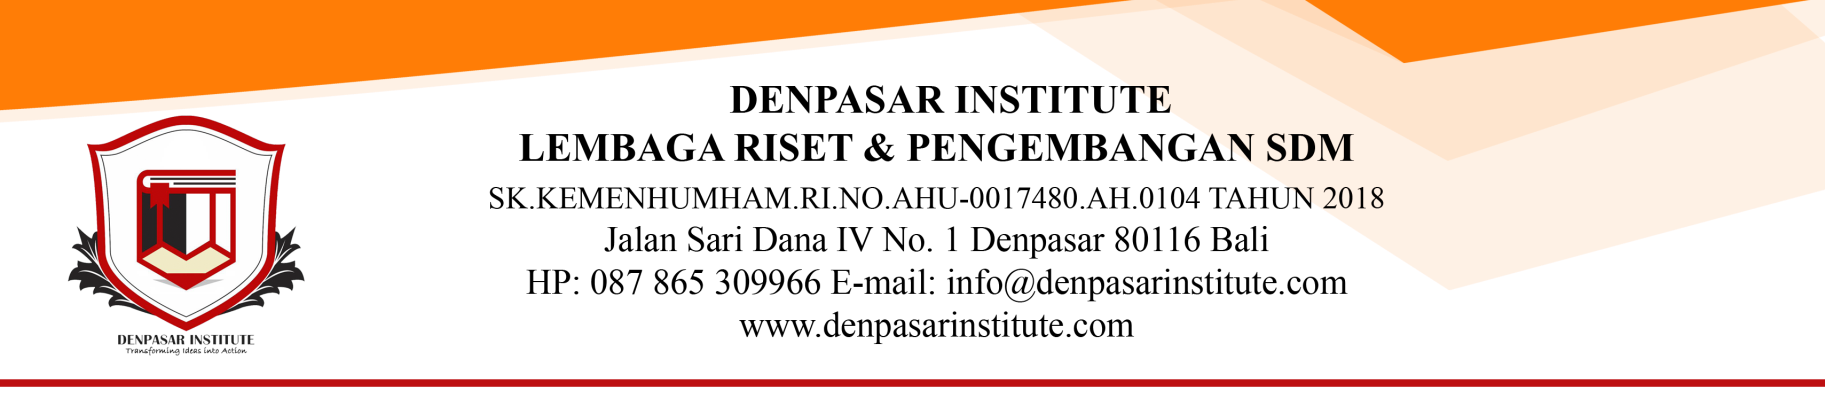 DENPASAR INSTITUTE
LEMBAGA RISET & PENGEMBANGAN SDM
SK.KEMENHUMHAM.RI.NO.AHU-0017480.AH.0104 TAHUN 2018
Jalan Sari Dana IV No. 1 Denpasar 80116 Bali
HP: 087 865 309966 E-mail: info@denpasarinstitute.com
www.denpasarinstitute.com
DENPASAR INSTITUTE
Transforming Ideas into Action